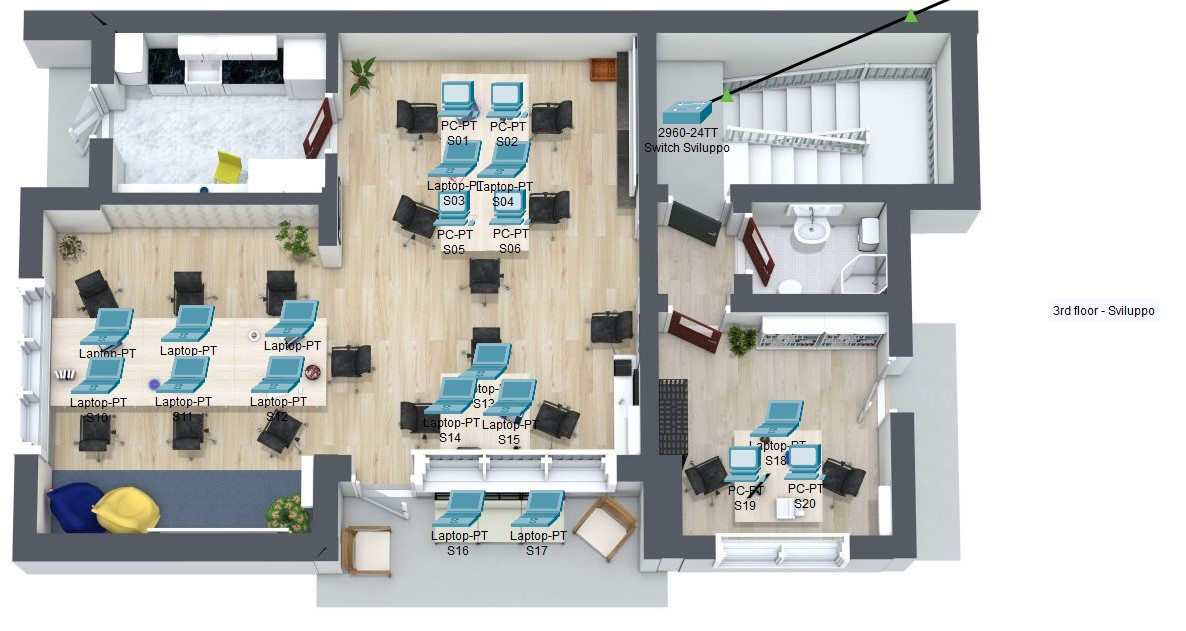 2960-24TT
Switch Sviluppo
PC-PT
S01
PC-PT
S02
Laptop-PT
S03
Laptop-PT
S04
PC-PT
S05
PC-PT
S06
3rd floor - Sviluppo
Laptop-PT
Laptop-PT
Laptop-PT
Laptop-PT
S10
Laptop-PT
S11
Laptop-PT
S12
S13
Laptop-PT
S14
Laptop-PT
S15
Laptop-PT
S18
PC-PT
S19
PC-PT
S20
Laptop-PT
S16
Laptop-PT
S17